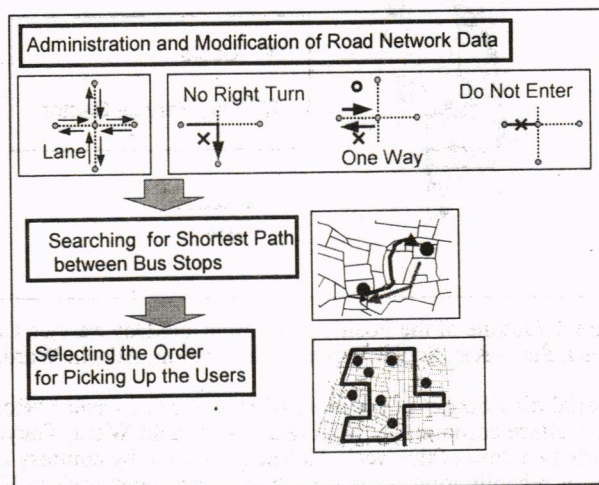 Administration and Modification of Road Network Data
No Right Turn
Do Not Enter
Lane
One Way
Searching for Shortest Path
between Bus Stops
Selecting the Order
for Picking Up the Users